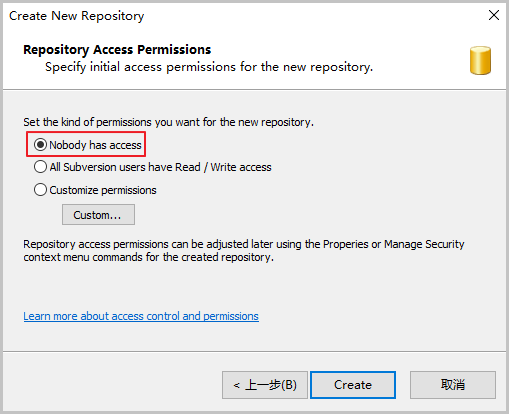 Create New Repository
Repository Access Permissions
Specify initial access permissions for the new repository.
Set the kind of permissions you want for the new repository.
Nobody has access
All Subversion users have Read / Write access
Customize permissions
Custom...
Repository access permissions can be adjusted later using the Properies or Manage Security
context menu commands for the created repository.
Learn more about access control and permissions
< 上一步(B)
Create
取消